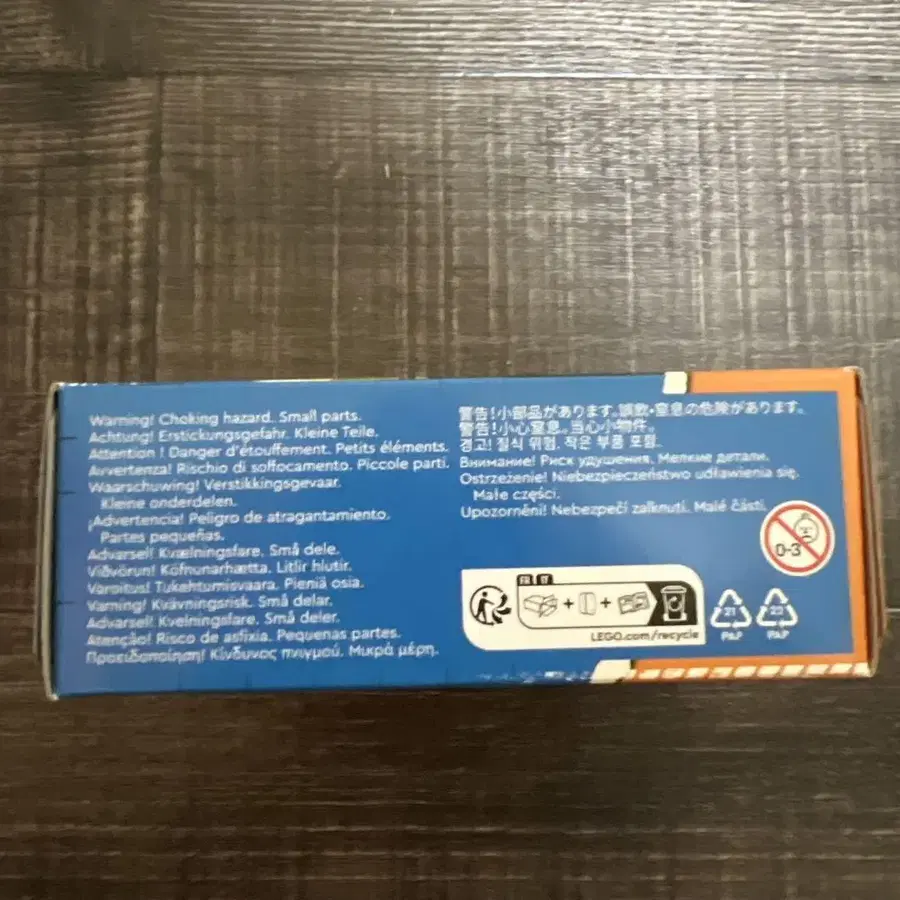 Warning! Choking hazard. Small parts.
Achtung! Erstickungsgefahr. Kleine Teile.
Attention ! Danger d'étouffement. Petits éléments.
Avvertenza! Rischio di soffocamento. Piccole parti.
Waarschuwing! Verstikkingsgevaar.
Kleine onderdelen.
¡Advertencia! Peligro de atragantamiento.
Partes pequeñas.
Advarsel! Kvælningsfare. Små dele.
Viðvörun! Köfnunarhætta. Litlir hlutir.
Varoitus! Tukehtumisvaara. Pieniä osia.
Varning! Kvävningsrisk. Små delar.
Advarsel! Kvelningsfare. Små deler.
Atenção! Risco de asfixia. Pequenas partes.
Προειδοποίηση! Κίνδυνος πνιγμού. Μικρά μέρη.
警告!小部品があります。誤飲・窒息の危険があります。
警告!小心窒息。当心小物件。
경고! 질식 위험. 작은 부품 포함.
Внимание! Риск удушения. Мелкие детали.
Ostrzeżenie! Niebezpieczeństwo udławienia się.
Małe części.
Upozornění! Nebezpečí zalknutí. Malé části.
0-3
FR IT
+ +
LEGO.com/recycle
21
PAP
PAP